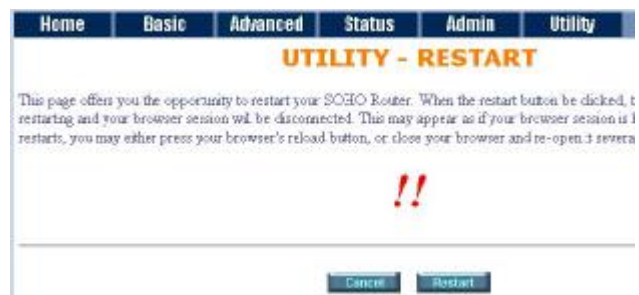 Home Basic Advanced Status Admin Utility
UTILITY - RESTART
This page offers you the opportunity to restart your SOHO Router. When the restart button be clicked, t
restarting and your browser session will be disconnected. This may appear as if your browser session is
restarts, you may either press your browser's reload button, or close your browser and re-open it severa
!!
Cancel Restart